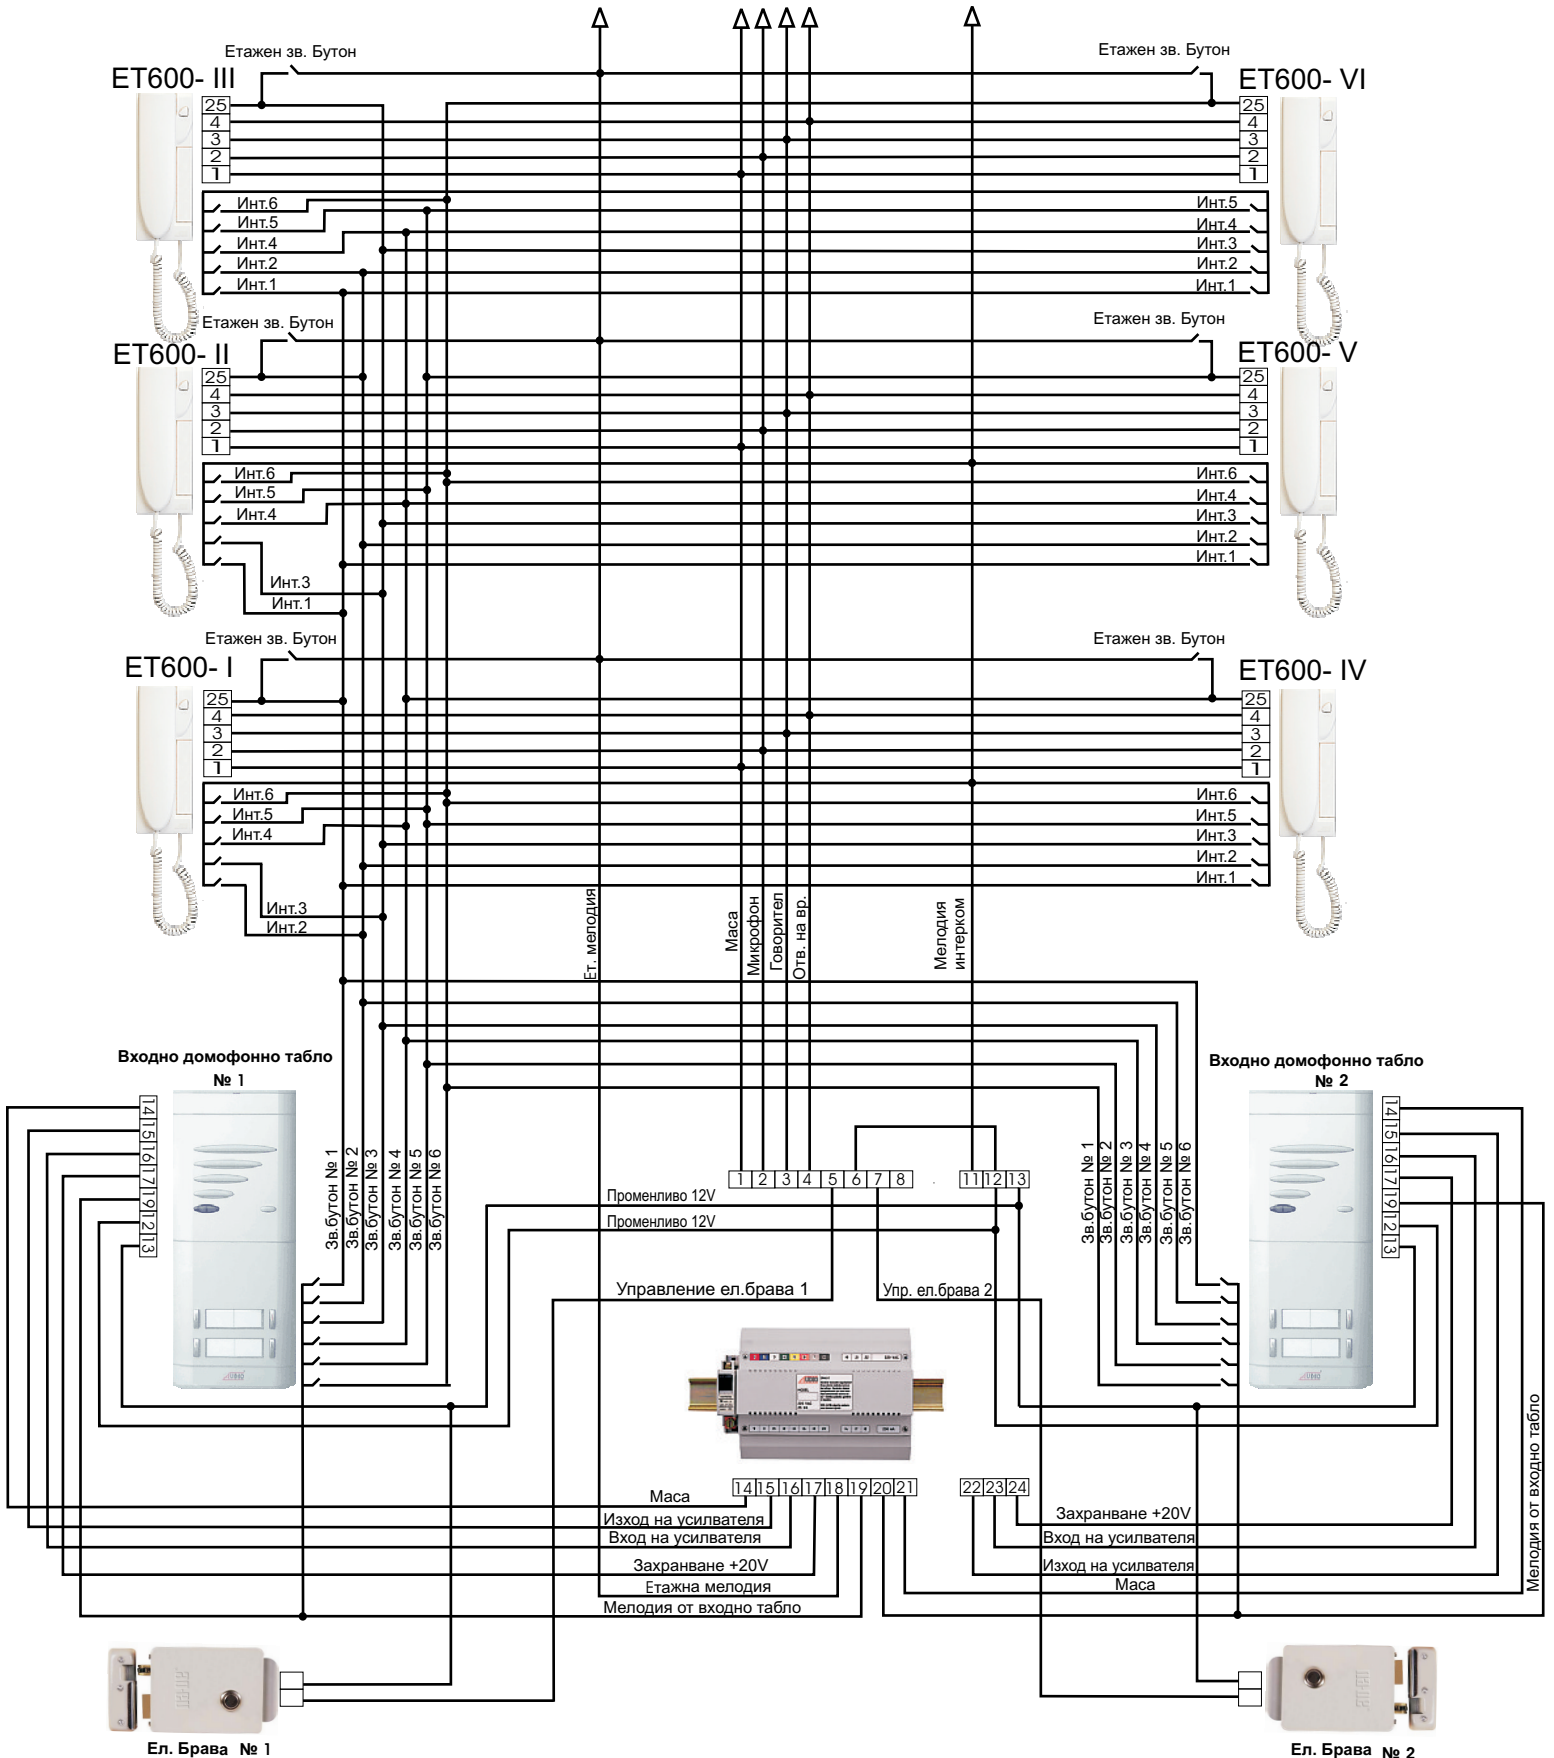 Етажен зв. Бутон
Етажен зв. Бутон
ET600- III
ET600- VI
25
4
3
2
1
25
4
3
2
1
Инт.6
Инт.5
Инт.4
Инт.2
Инт.1
Инт.5
Инт.4
Инт.3
Инт.2
Инт.1
Етажен зв. Бутон
Етажен зв. Бутон
ET600- II
ET600- V
25
4
3
2
1
25
4
3
2
1
Инт.6
Инт.5
Инт.4
Инт.3
Инт.1
Инт.6
Инт.4
Инт.3
Инт.2
Инт.1
Етажен зв. Бутон
Етажен зв. Бутон
ET600- I
ET600- IV
25
4
3
2
1
25
4
3
2
1
Инт.6
Инт.5
Инт.4
Инт.3
Инт.2
Инт.6
Инт.5
Инт.3
Инт.2
Инт.1
Ет. мелодия
Маса
Микрофон
Говорител
Отв. на вр.
Мелодия
интерком
Входно домофонно табло
№ 1
Входно домофонно табло
№ 2
14 15 16 17 19 12 13
14 15 16 17 19 12 13
Зв.бутон № 1
Зв.бутон № 2
Зв.бутон № 3
Зв.бутон № 4
Зв.бутон № 5
Зв.бутон № 6
Зв.бутон № 1
Зв.бутон № 2
Зв.бутон № 3
Зв.бутон № 4
Зв.бутон № 5
Зв.бутон № 6
1 2 3 4 5 6 7 8
11 12 13
Променливо 12V
Променливо 12V
Управление ел.брава 1
Упр. ел.брава 2
AUDIO
AUDIO
AUDIO
14 15 16 17 18 19 20 21
22 23 24
Маса
Изход на усилвателя
Вход на усилвателя
Захранване +20V
Етажна мелодия
Мелодия от входно табло
Захранване +20V
Вход на усилвателя
Изход на усилвателя
Маса
Мелодия от входно табло
Ел. Брава № 1
Ел. Брава № 2